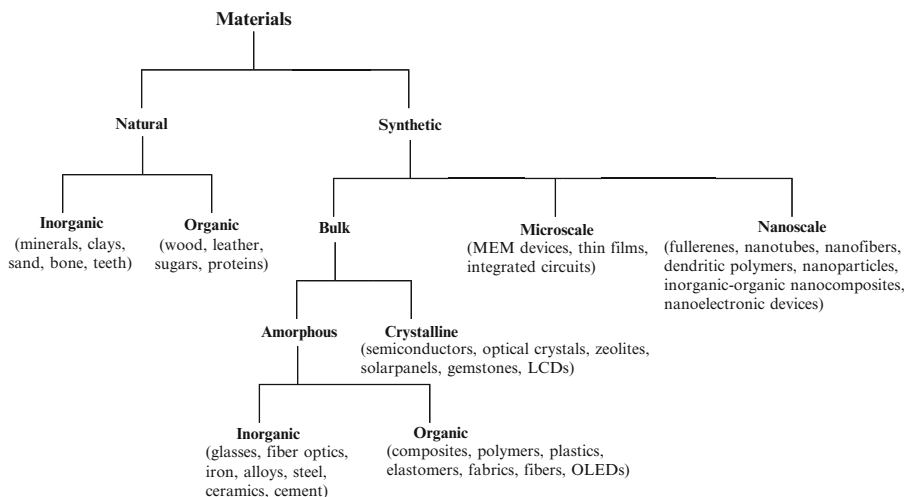 Materials
Natural
Synthetic
Inorganic
(minerals, clays,
sand, bone, teeth)
Organic
(wood, leather,
sugars, proteins)
Bulk
Microscale
(MEM devices, thin films,
integrated circuits)
Nanoscale
(fullerenes, nanotubes, nanofibers,
dendritic polymers, nanoparticles,
inorganic-organic nanocomposites,
nanoelectronic devices)
Amorphous
Crystalline
(semiconductors, optical crystals, zeolites,
solarpanels, gemstones, LCDs)
Inorganic
(glasses, fiber optics,
iron, alloys, steel,
ceramics, cement)
Organic
(composites, polymers, plastics,
elastomers, fabrics, fibers, OLEDs)